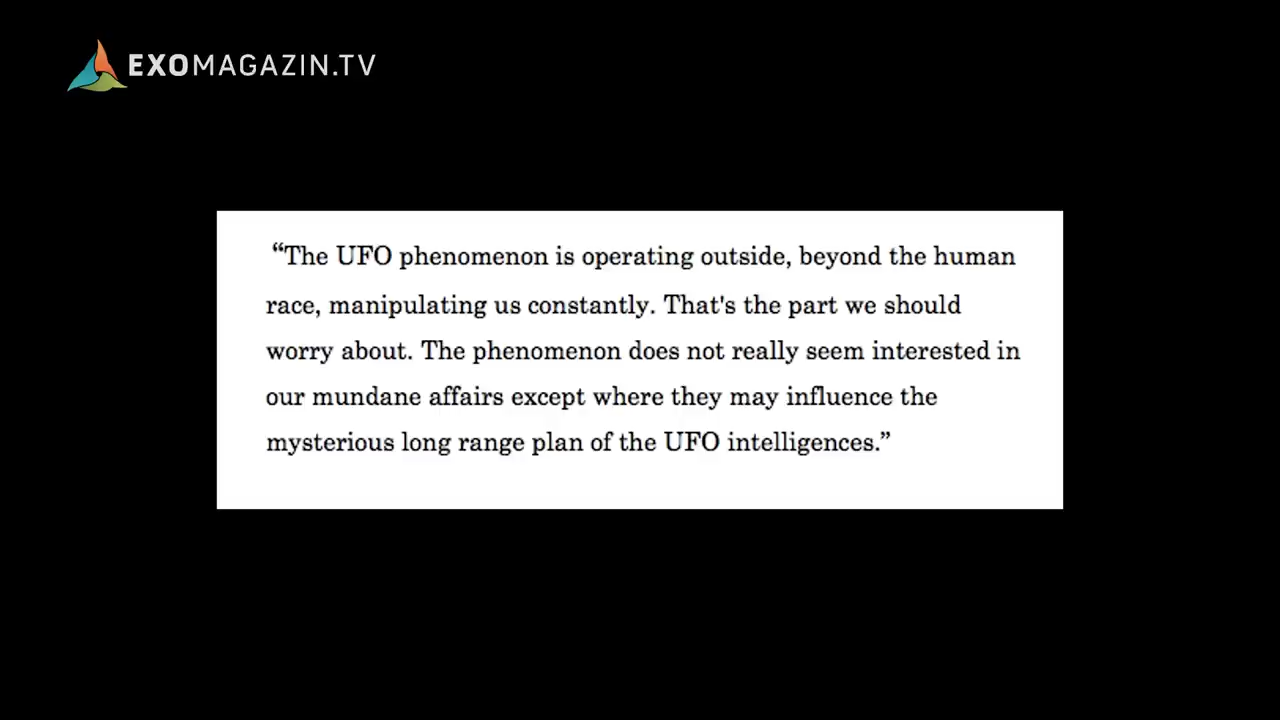 EXOMAGAZIN.TV
“The UFO phenomenon is operating outside, beyond the human
race, manipulating us constantly. That's the part we should
worry about. The phenomenon does not really seem interested in
our mundane affairs except where they may influence the
mysterious long range plan of the UFO intelligences.”